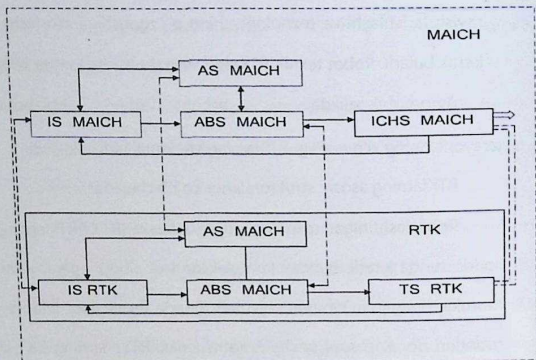 MAICH
AS MAICH
IS MAICH
ABS MAICH
ICHS MAICH
AS MAICH
RTK
IS RTK
ABS MAICH
TS RTK